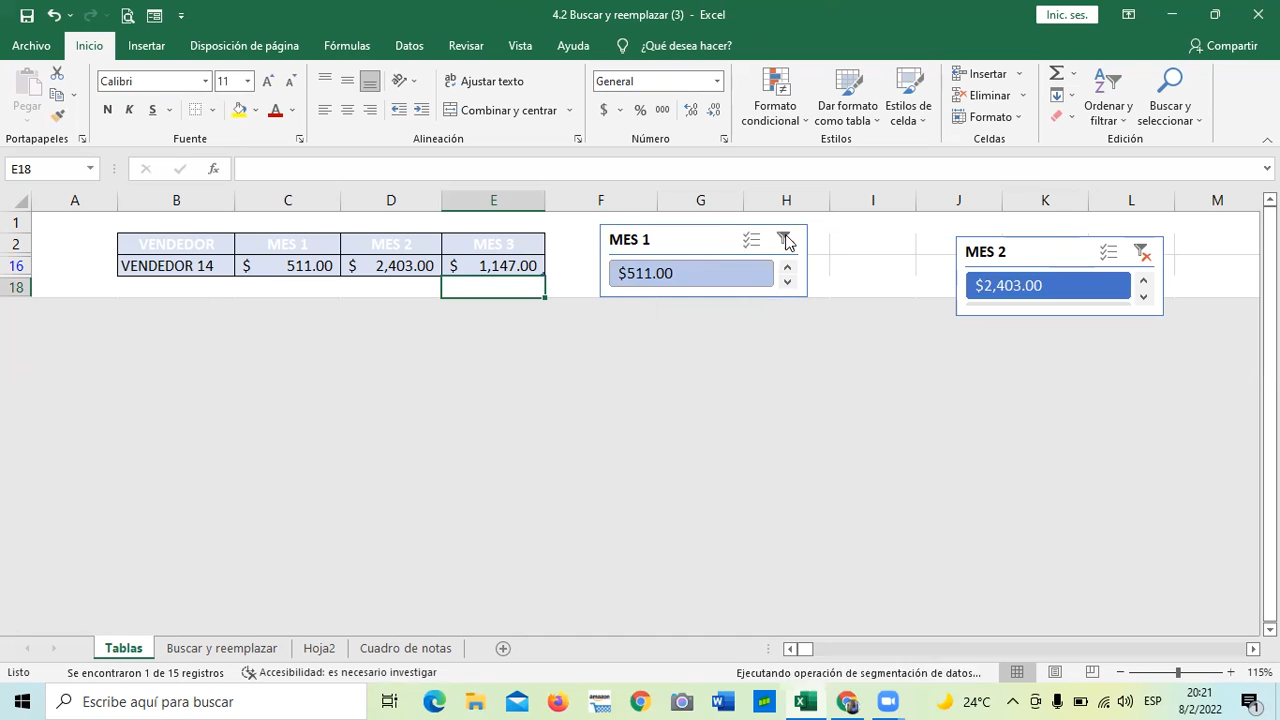 4.2 Buscar y reemplazar (3) - Excel
Inic. ses.
Archivo Inicio Insertar Disposición de página Fórmulas Datos Revisar Vista Ayuda ¿Qué desea hacer? Compartir
Pegar
Calibri 11
N K S
Ajustar texto
Combinar y centrar
General
$ % 000
Formato condicional
Dar formato como tabla
Estilos de celda
Insertar
Eliminar
Formato
Ordenar y filtrar
Buscar y seleccionar
Portapapeles Fuente Alineación Número Estilos Celdas Edición
E18 fx
A B C D E F G H I J K L M
1
2 VENDEDOR MES 1 MES 2 MES 3
16 VENDEDOR 14 $ 511.00 $ 2,403.00 $ 1,147.00
18
MES 1
$511.00
MES 2
$2,403.00
Tablas Buscar y reemplazar Hoja2 Cuadro de notas
Listo Se encontraron 1 de 15 registros Accesibilidad: es necesario investigar Ejecutando operación de segmentación de datos... 115%
Escribe aquí para buscar
24°C ESP
20:21
8/2/2022